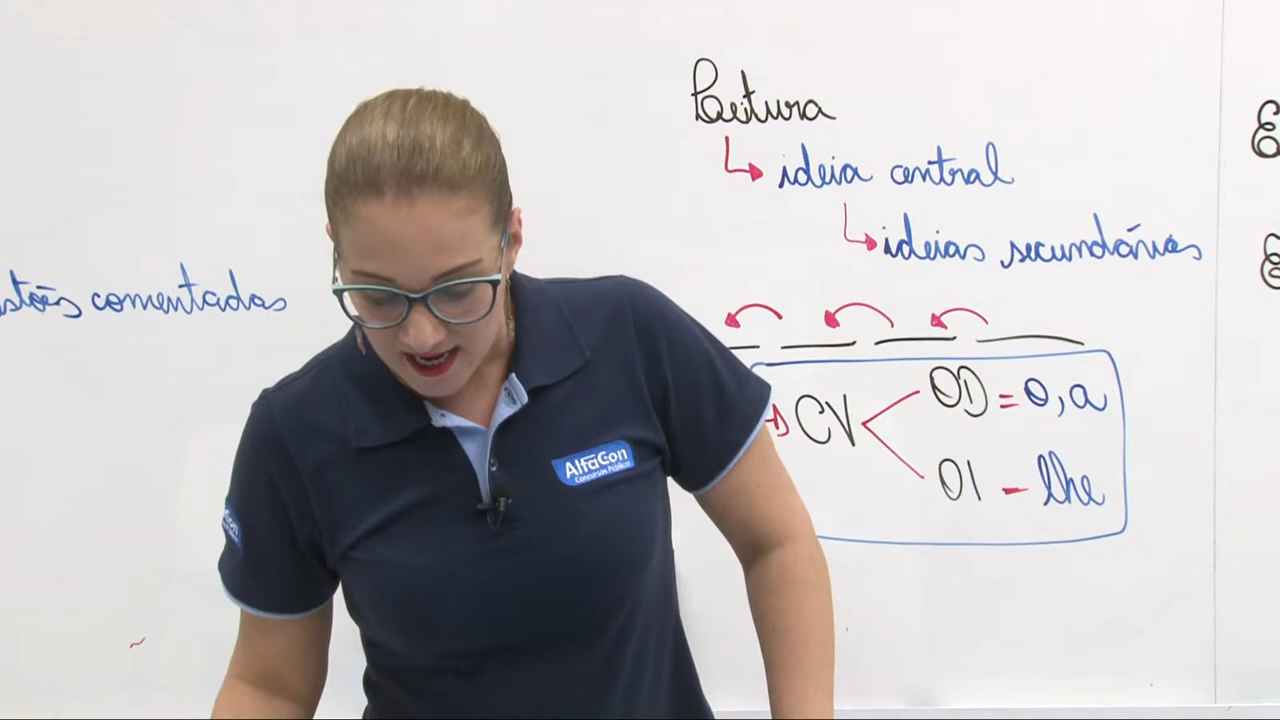 Leitura
ideia central
ideias secundárias
stões comentadas
CV
OD = o, a
OI - lhe
AlfaCon
Concursos Públicos